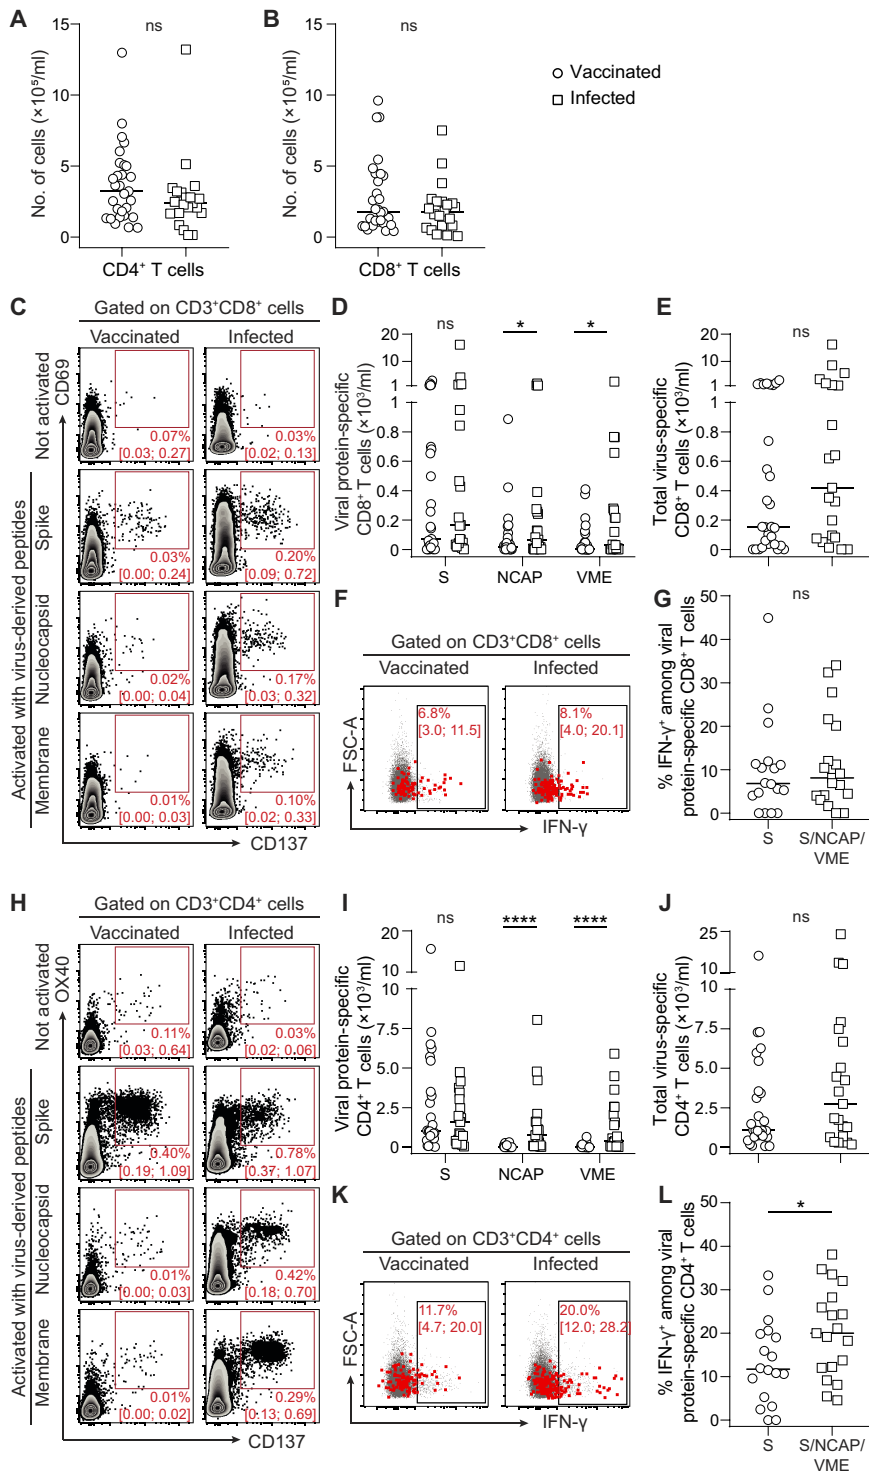 A
15
10
5
0
No. of cells (×10⁵/ml)
ns
CD4⁺ T cells
B
15
10
5
0
No. of cells (×10⁵/ml)
ns
CD8⁺ T cells
Vaccinated
Infected
C
Gated on CD3⁺CD8⁺ cells
Vaccinated
Infected
Not activated
CD69
0.07%
[0.03; 0.27]
0.03%
[0.02; 0.13]
Activated with virus-derived peptides
Spike
0.03%
[0.00; 0.24]
0.20%
[0.09; 0.72]
Nucleocapsid
0.02%
[0.00; 0.04]
0.17%
[0.03; 0.32]
Membrane
0.01%
[0.00; 0.03]
0.10%
[0.02; 0.33]
CD137
D
Viral protein-specific
CD8⁺ T cells (×10³/ml)
20
10
1
0.8
0.6
0.4
0.2
0
ns
*
*
S
NCAP
VME
E
Total virus-specific
CD8⁺ T cells (×10³/ml)
20
10
1
0.8
0.6
0.4
0.2
0
ns
F
Gated on CD3⁺CD8⁺ cells
Vaccinated
Infected
FSC-A
6.8%
[3.0; 11.5]
8.1%
[4.0; 20.1]
IFN-γ
G
% IFN-γ⁺ among viral
protein-specific CD8⁺ T cells
50
40
30
20
10
0
ns
S
S/NCAP/
VME
H
Gated on CD3⁺CD4⁺ cells
Vaccinated
Infected
Not activated
OX40
0.11%
[0.03; 0.64]
0.03%
[0.02; 0.06]
Activated with virus-derived peptides
Spike
0.40%
[0.19; 1.09]
0.78%
[0.37; 1.07]
Nucleocapsid
0.01%
[0.00; 0.03]
0.42%
[0.18; 0.70]
Membrane
0.01%
[0.00; 0.02]
0.29%
[0.13; 0.69]
CD137
I
Viral protein-specific
CD4⁺ T cells (×10³/ml)
20
10
7.5
5.0
2.5
0
ns
****
****
S
NCAP
VME
J
Total virus-specific
CD4⁺ T cells (×10³/ml)
25
10
7.5
5.0
2.5
0
ns
K
Gated on CD3⁺CD4⁺ cells
Vaccinated
Infected
FSC-A
11.7%
[4.7; 20.0]
20.0%
[12.0; 28.2]
IFN-γ
L
% IFN-γ⁺ among viral
protein-specific CD4⁺ T cells
50
40
30
20
10
0
*
S
S/NCAP/
VME